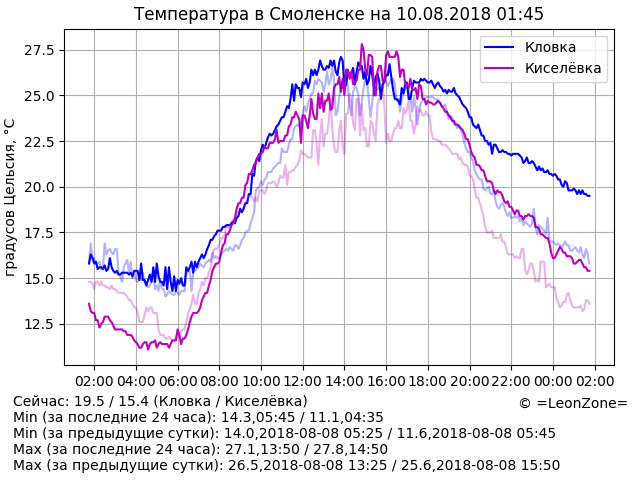 Температура в Смоленске на 10.08.2018 01:45
27.5
25.0
22.5
20.0
17.5
15.0
12.5
градусов Цельсия, °C
Кловка
Киселёвка
02:00 04:00 06:00 08:00 10:00 12:00 14:00 16:00 18:00 20:00 22:00 00:00 02:00
Сейчас: 19.5 / 15.4 (Кловка / Киселёвка)
© =LeonZone=
Min (за последние 24 часа): 14.3,05:45 / 11.1,04:35
Min (за предыдущие сутки): 14.0,2018-08-08 05:25 / 11.6,2018-08-08 05:45
Max (за последние 24 часа): 27.1,13:50 / 27.8,14:50
Max (за предыдущие сутки): 26.5,2018-08-08 13:25 / 25.6,2018-08-08 15:50